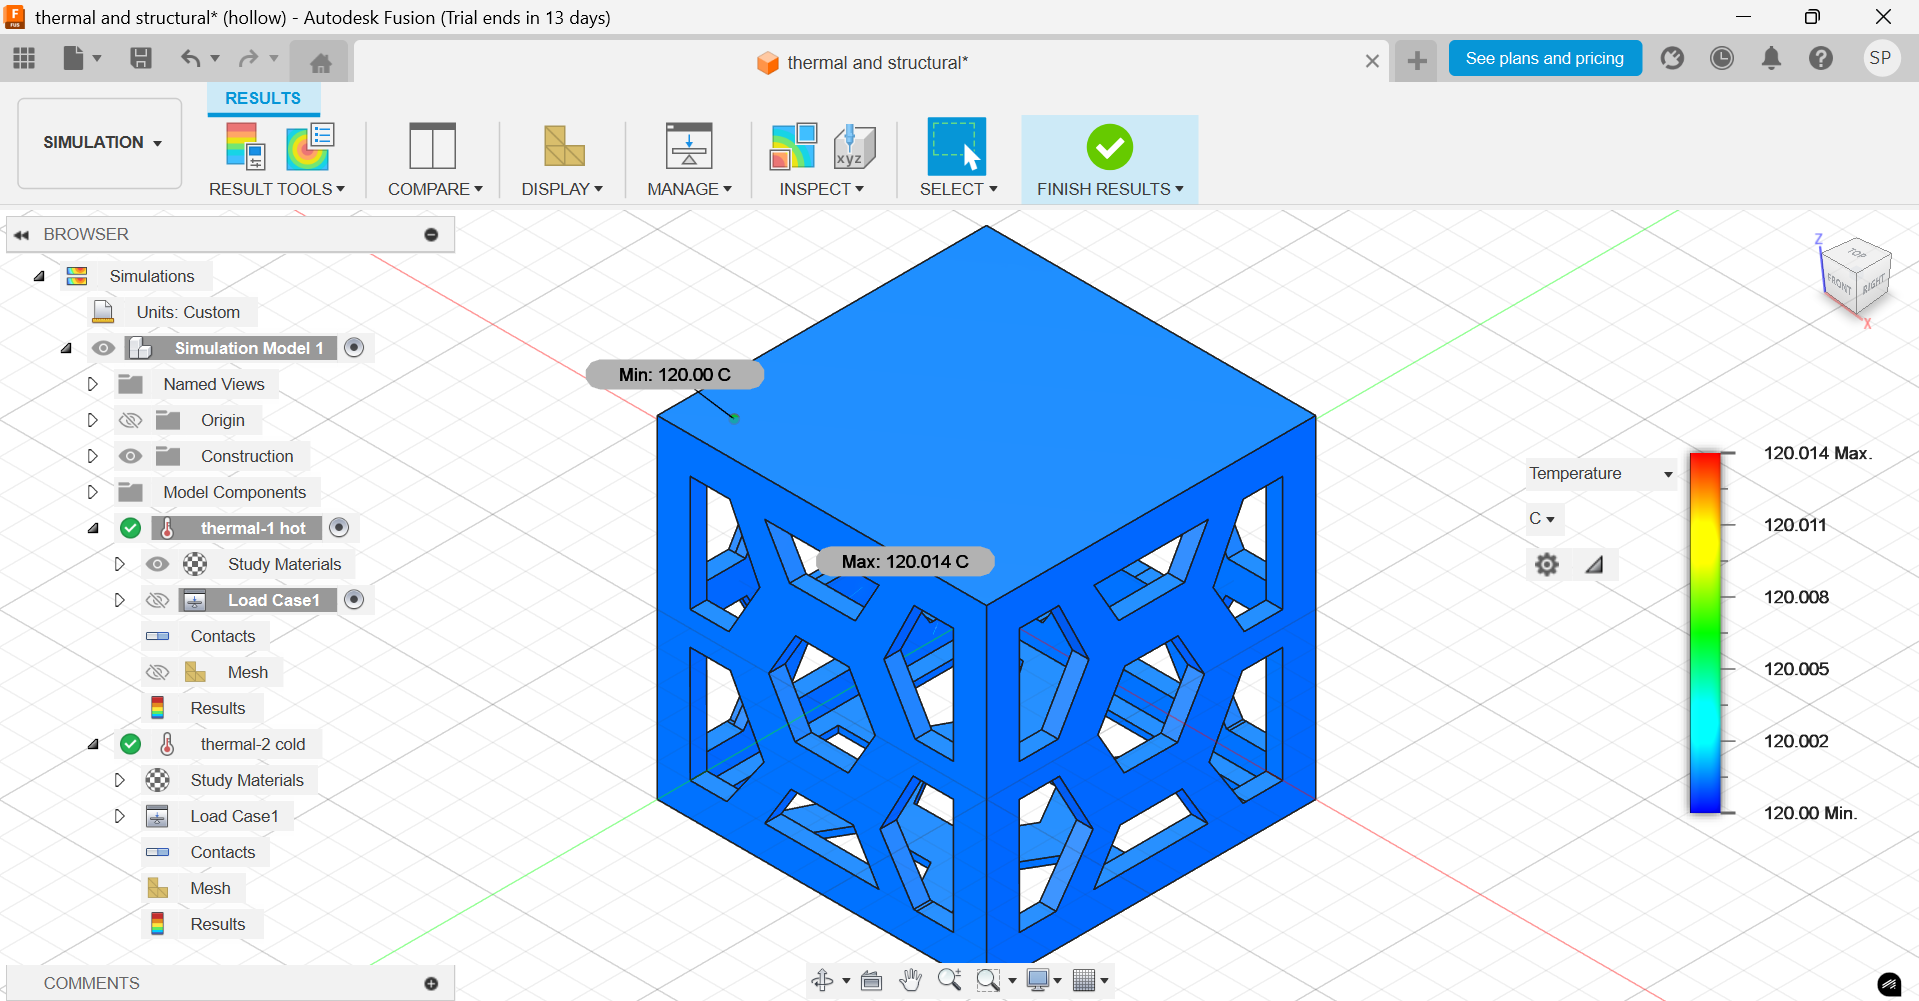 thermal and structural* (hollow) - Autodesk Fusion (Trial ends in 13 days)
thermal and structural*
See plans and pricing
SP
RESULTS
SIMULATION
RESULT TOOLS
COMPARE
DISPLAY
MANAGE
INSPECT
SELECT
FINISH RESULTS
xyz
BROWSER
Simulations
Units: Custom
Simulation Model 1
Named Views
Origin
Construction
Model Components
thermal-1 hot
Study Materials
Load Case1
Contacts
Mesh
Results
thermal-2 cold
Study Materials
Load Case1
Contacts
Mesh
Results
COMMENTS
Min: 120.00 C
Max: 120.014 C
Z
TOP
FRONT
RIGHT
X
Temperature
C
120.014 Max.
120.011
120.008
120.005
120.002
120.00 Min.